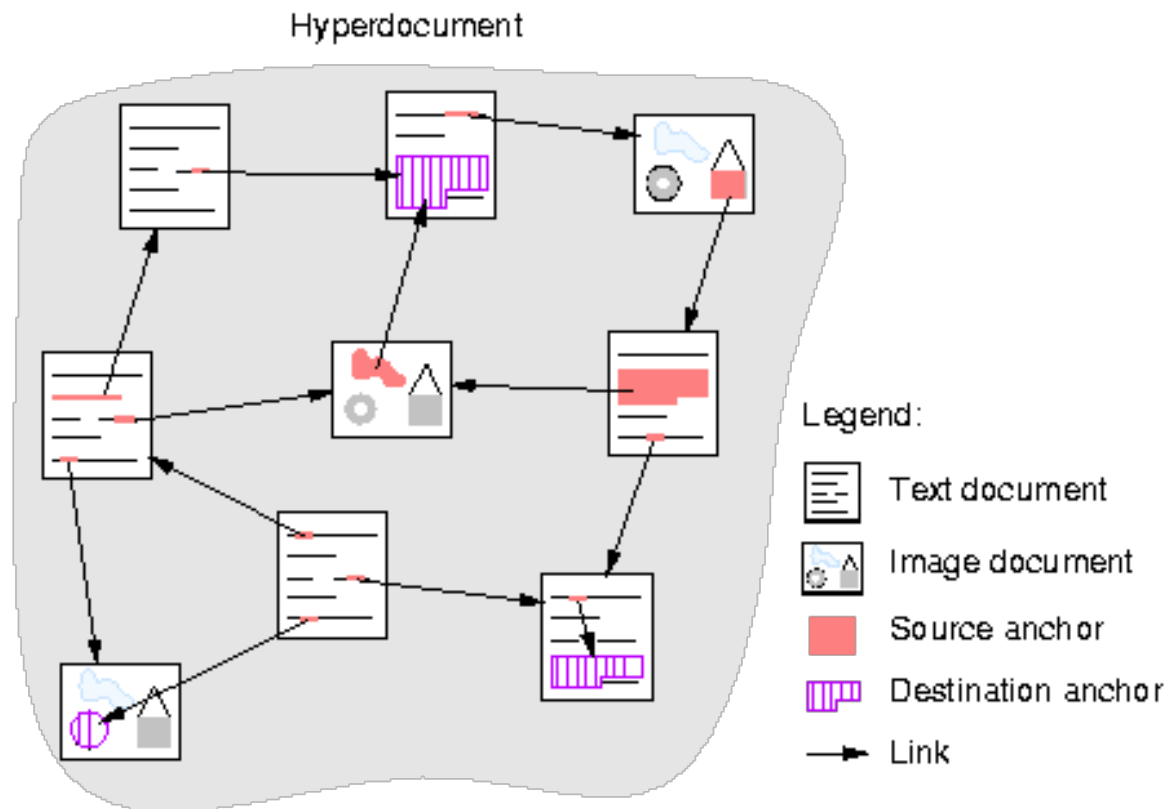 Hyperdocument
Legend:
Text document
Image document
Source anchor
Destination anchor
Link